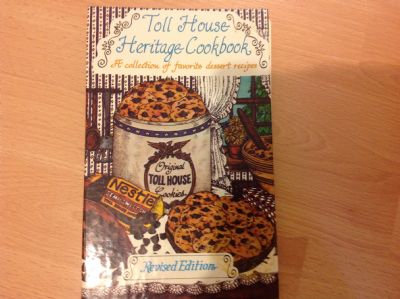 Toll House
Heritage Cookbook
A collection of favorite dessert recipes
Original
TOLL HOUSE
Cookies
Nestlé
Revised Edition